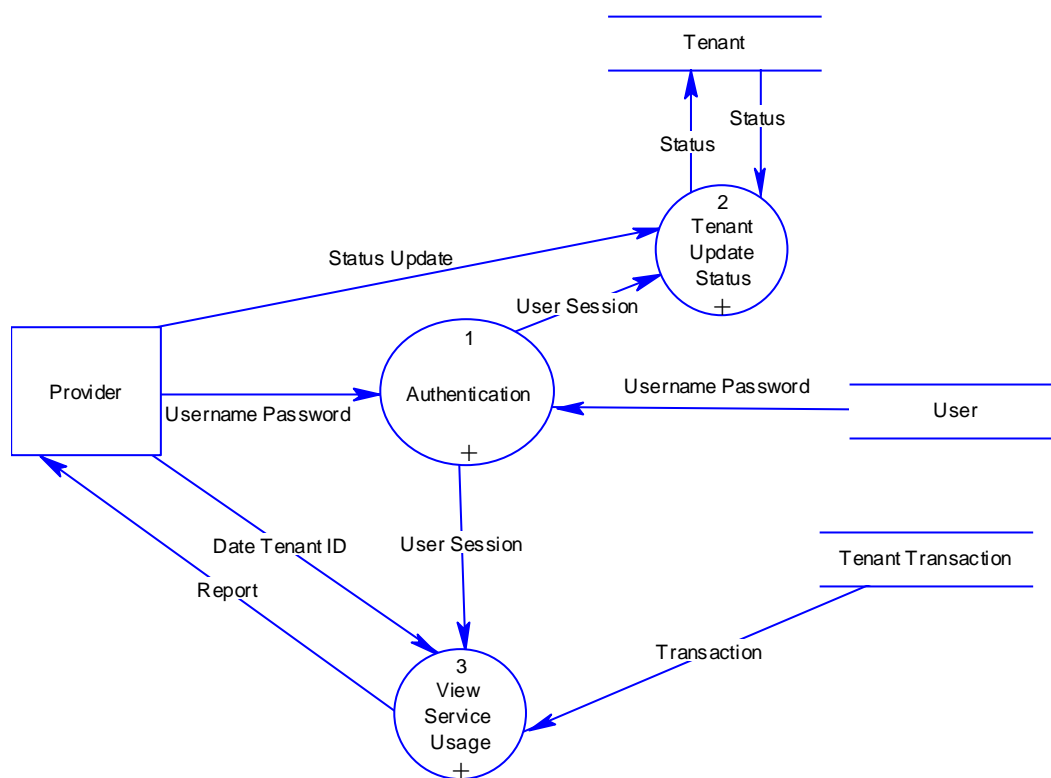 Tenant
Status
Status
2
Tenant
Update
Status
+
Status Update
User Session
1
Authentication
+
Provider
Username Password
Username Password
User
Date Tenant ID
User Session
Report
Tenant Transaction
Transaction
3
View
Service
Usage
+